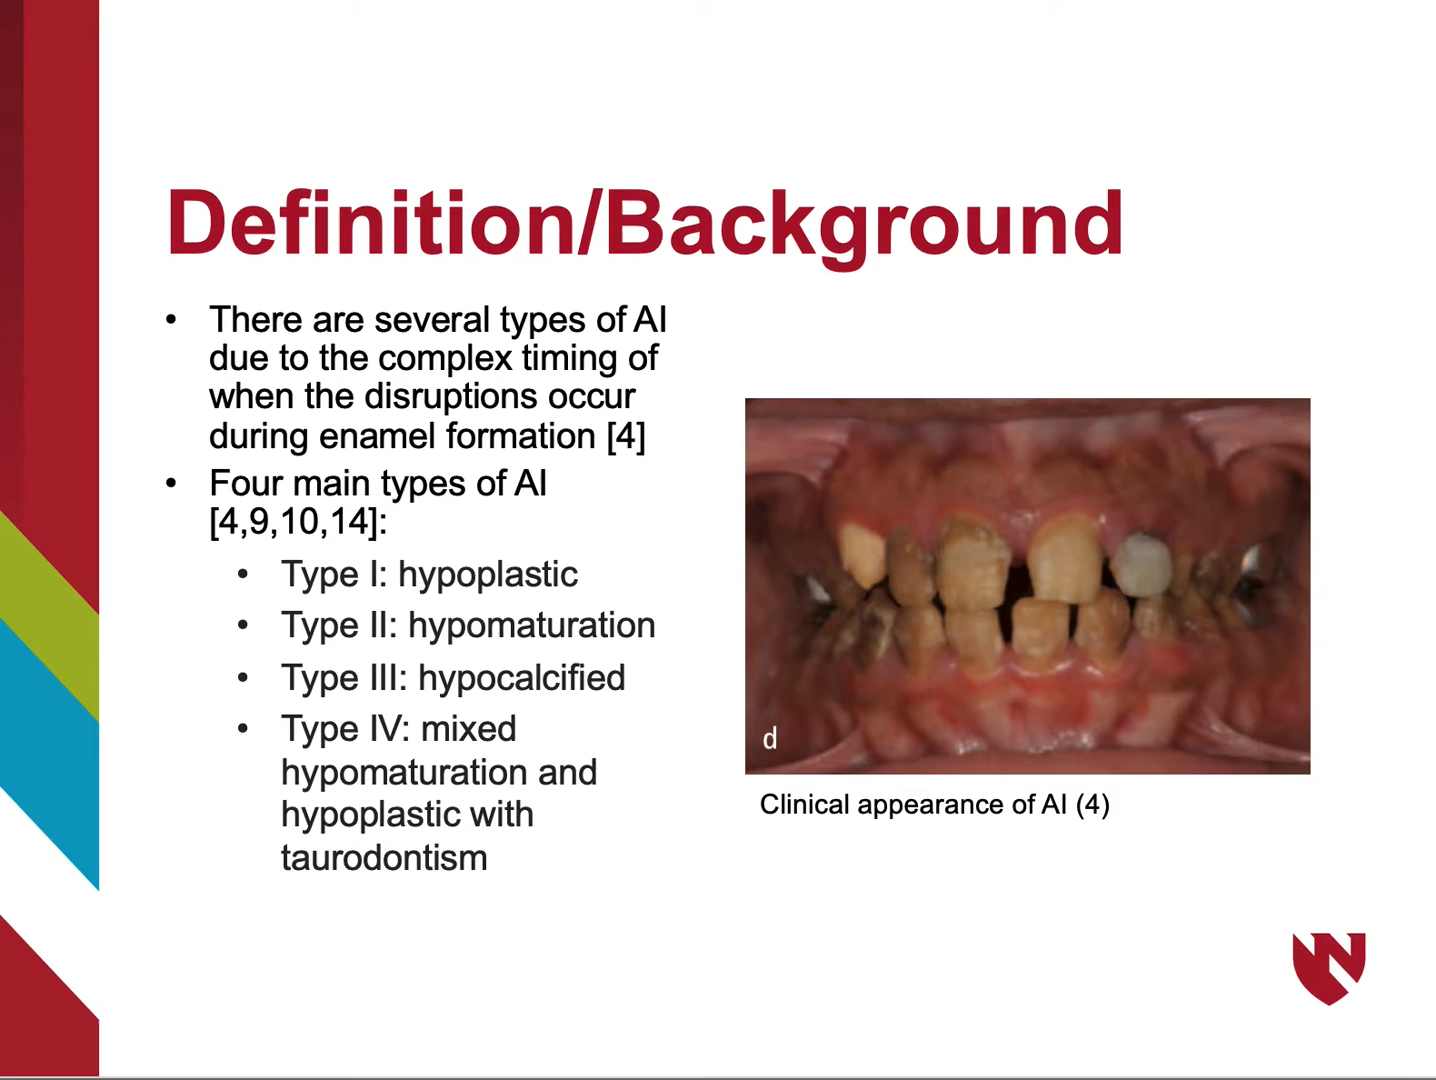 Definition/Background
• There are several types of AI
due to the complex timing of
when the disruptions occur
during enamel formation [4]
• Four main types of AI
[4,9,10,14]:
• Type I: hypoplastic
• Type II: hypomaturation
• Type III: hypocalcified
• Type IV: mixed
hypomaturation and
hypoplastic with
taurodontism
d
Clinical appearance of AI (4)